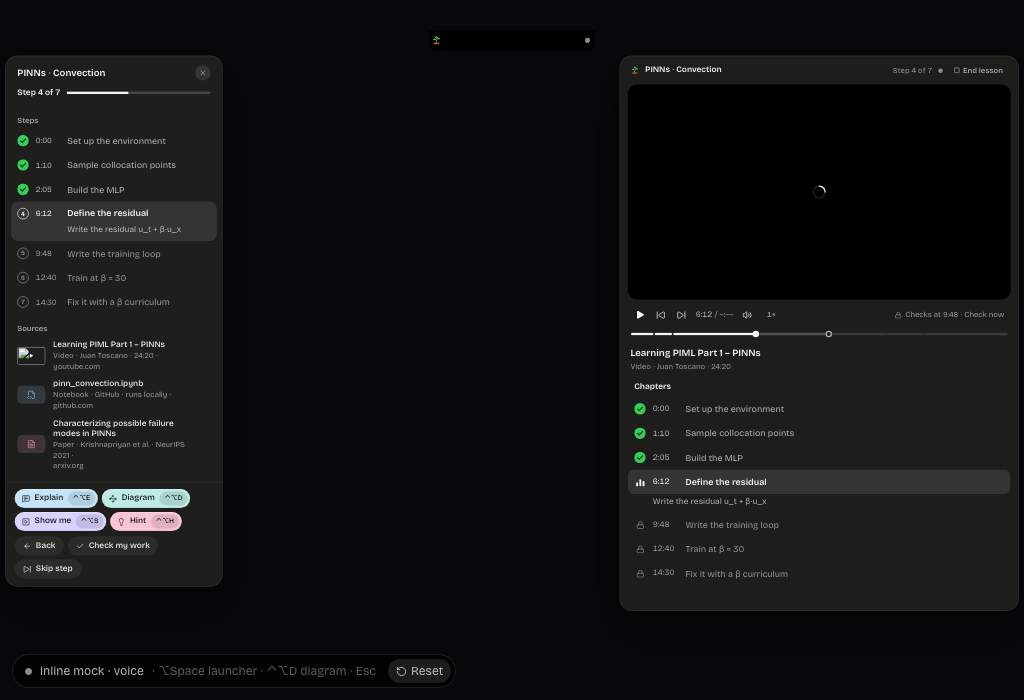 PINNs · Convection
Step 4 of 7
Steps
0:00 Set up the environment
1:10 Sample collocation points
2:05 Build the MLP
4 6:12 Define the residual
Write the residual u_t + β·u_x
5 9:48 Write the training loop
6 12:40 Train at β = 30
7 14:30 Fix it with a β curriculum
Sources
Learning PIML Part 1 – PINNs
Video · Juan Toscano · 24:20 ·
youtube.com
pinn_convection.ipynb
Notebook · GitHub · runs locally ·
github.com
Characterizing possible failure
modes in PINNs
Paper · Krishnapriyan et al. · NeurIPS
2021 ·
arxiv.org
Explain ^⌥E Diagram ^⌥D
Show me ^⌥S Hint ^⌥H
Back Check my work
Skip step
PINNs · Convection Step 4 of 7 End lesson
6:12 / –:–– 1× Checks at 9:48 · Check now
Learning PIML Part 1 – PINNs
Video · Juan Toscano · 24:20
Chapters
0:00 Set up the environment
1:10 Sample collocation points
2:05 Build the MLP
6:12 Define the residual
Write the residual u_t + β·u_x
9:48 Write the training loop
12:40 Train at β = 30
14:30 Fix it with a β curriculum
inline mock · voice · ⌥Space launcher · ^⌥D diagram · Esc Reset